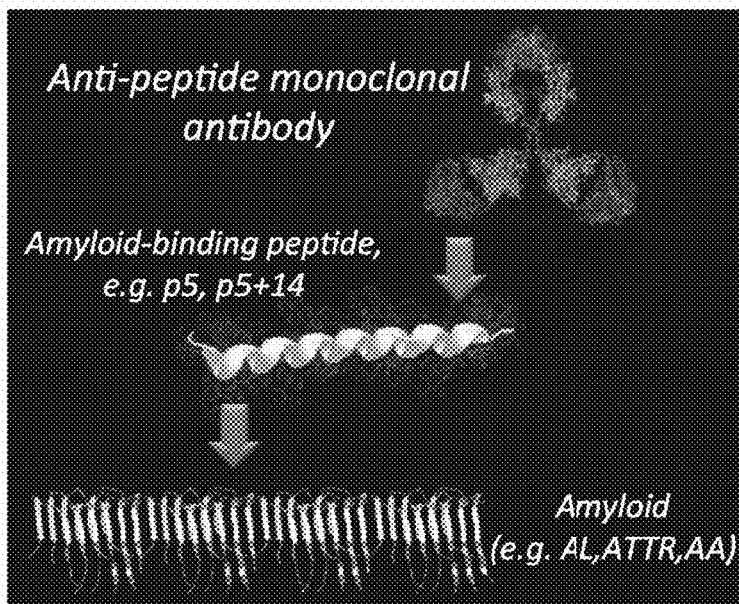 Anti-peptide monoclonal
antibody
Amyloid-binding peptide,
e.g. p5, p5+14
Amyloid
(e.g. AL,ATTR,AA)